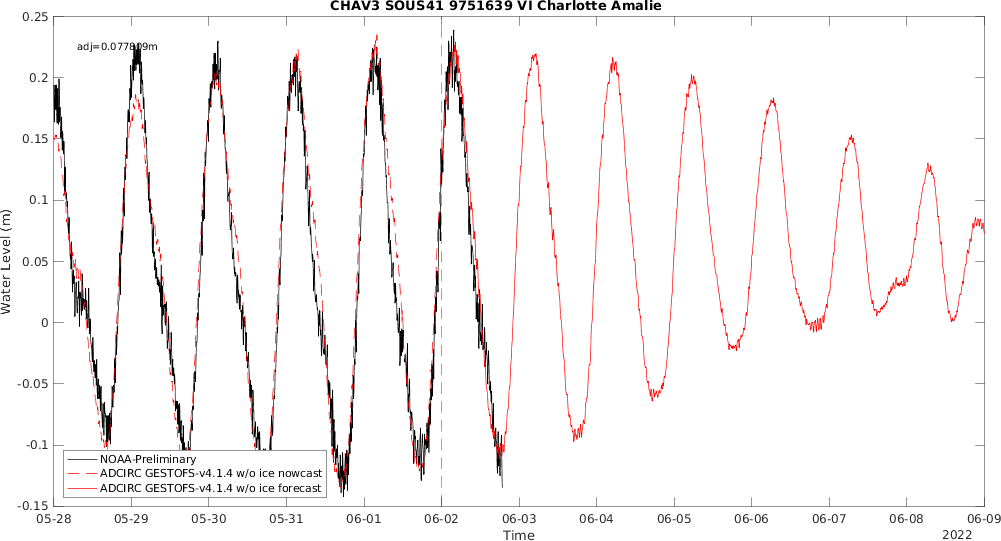 CHAV3 SOUS41 9751639 VI Charlotte Amalie
0.25
adj=0.077809m
0.2
0.15
0.1
0.05
0
-0.05
-0.1
-0.15
Water Level (m)
NOAA-Preliminary
ADCIRC GESTOFS-v4.1.4 w/o ice nowcast
ADCIRC GESTOFS-v4.1.4 w/o ice forecast
05-28 05-29 05-30 05-31 06-01 06-02 06-03 06-04 06-05 06-06 06-07 06-08 06-09
Time
2022